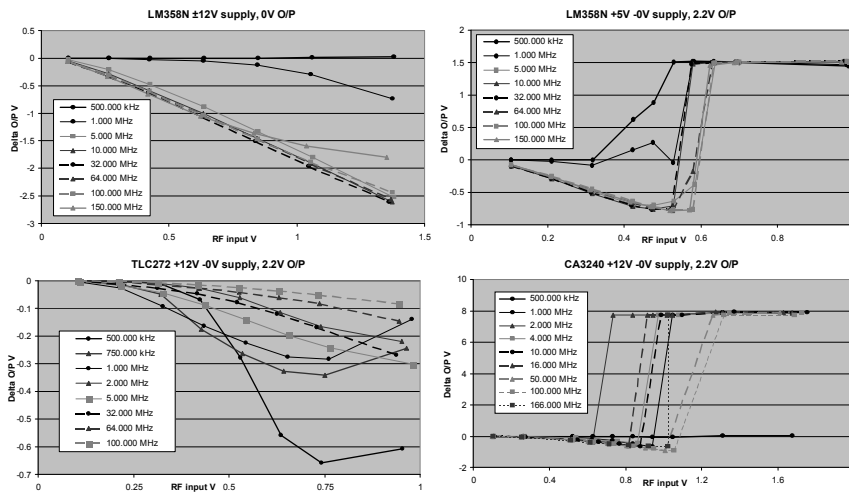 LM358N ±12V supply, 0V O/P
0.5
0
-0.5
-1
-1.5
-2
-2.5
-3
Delta O/P V
500.000 kHz
1.000 MHz
5.000 MHz
10.000 MHz
32.000 MHz
64.000 MHz
100.000 MHz
150.000 MHz
0 0.5 1 1.5
RF input V
LM358N +5V -0V supply, 2.2V O/P
2
1.5
1
0.5
0
-0.5
-1
Delta O/P V
500.000 kHz
1.000 MHz
5.000 MHz
10.000 MHz
32.000 MHz
64.000 MHz
100.000 MHz
150.000 MHz
0 0.2 0.4 0.6 0.8
RF input V
TLC272 +12V -0V supply, 2.2V O/P
0
-0.1
-0.2
-0.3
-0.4
-0.5
-0.6
-0.7
Delta O/P V
500.000 kHz
750.000 kHz
1.000 MHz
2.000 MHz
5.000 MHz
32.000 MHz
64.000 MHz
100.000 MHz
0 0.25 0.5 0.75 1
RF input V
CA3240 +12V -0V supply, 2.2V O/P
10
8
6
4
2
0
-2
Delta O/P V
500.000 kHz
1.000 MHz
2.000 MHz
4.000 MHz
10.000 MHz
16.000 MHz
50.000 MHz
100.000 MHz
166.000 MHz
0 0.4 0.8 1.2 1.6
RF input V